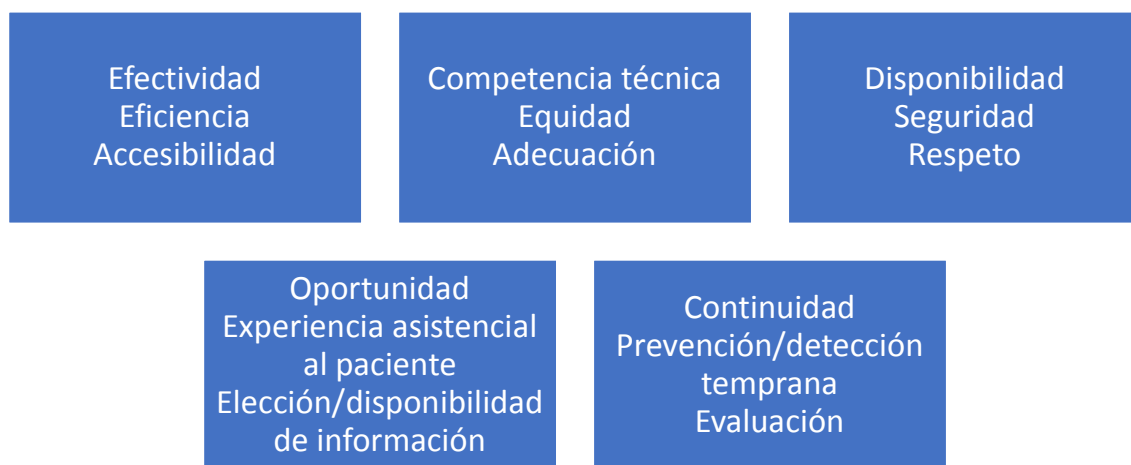 Efectividad
Eficiencia
Accesibilidad
Competencia técnica
Equidad
Adecuación
Disponibilidad
Seguridad
Respeto
Oportunidad
Experiencia asistencial
al paciente
Elección/disponibilidad
de información
Continuidad
Prevención/detección
temprana
Evaluación